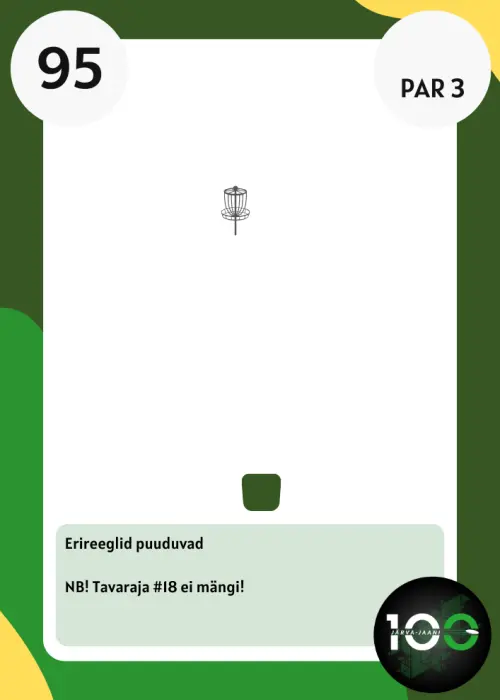 95
PAR 3
Erireeglid puuduvad
NB! Tavaraja #18 ei mängi!
100
JÄRVA-JAANI